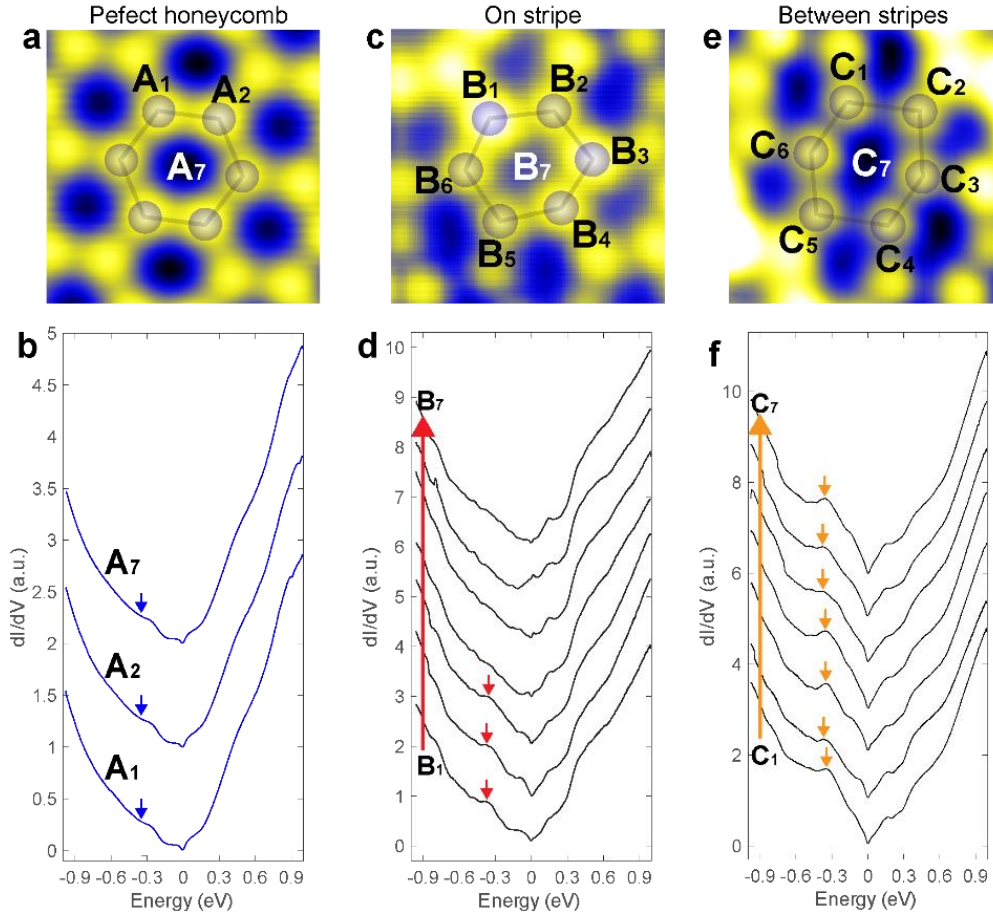 Pefect honeycomb
On stripe
Between stripes
a
A1
A2
A7
c
B1
B2
B3
B4
B5
B6
B7
e
C1
C2
C3
C4
C5
C6
C7
b
5
4.5
4
3.5
3
2.5
2
1.5
1
0.5
0
dI/dV (a.u.)
A7
A2
A1
-0.9 -0.6 -0.3 0 0.3 0.6 0.9
Energy (eV)
d
10
9
8
7
6
5
4
3
2
1
0
dI/dV (a.u.)
B7
B1
-0.9 -0.6 -0.3 0 0.3 0.6 0.9
Energy (eV)
f
10
8
6
4
2
0
dI/dV (a.u.)
C7
C1
-0.9 -0.6 -0.3 0 0.3 0.6 0.9
Energy (eV)